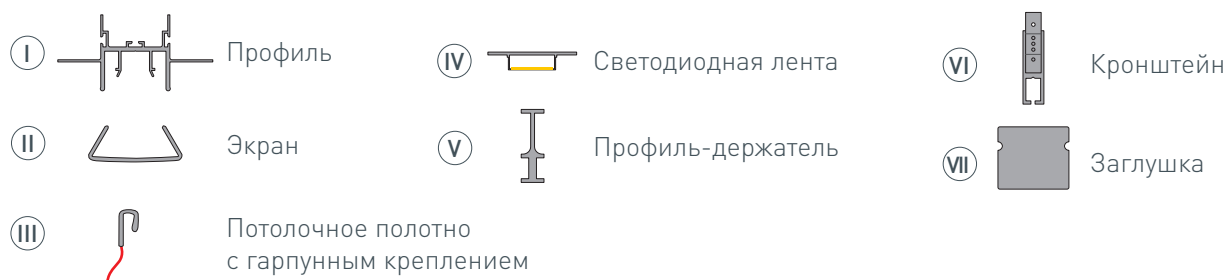 I Профиль
II Экран
III Потолочное полотно
с гарпунным креплением
IV Светодиодная лента
V Профиль-держатель
VI Кронштейн
VII Заглушка